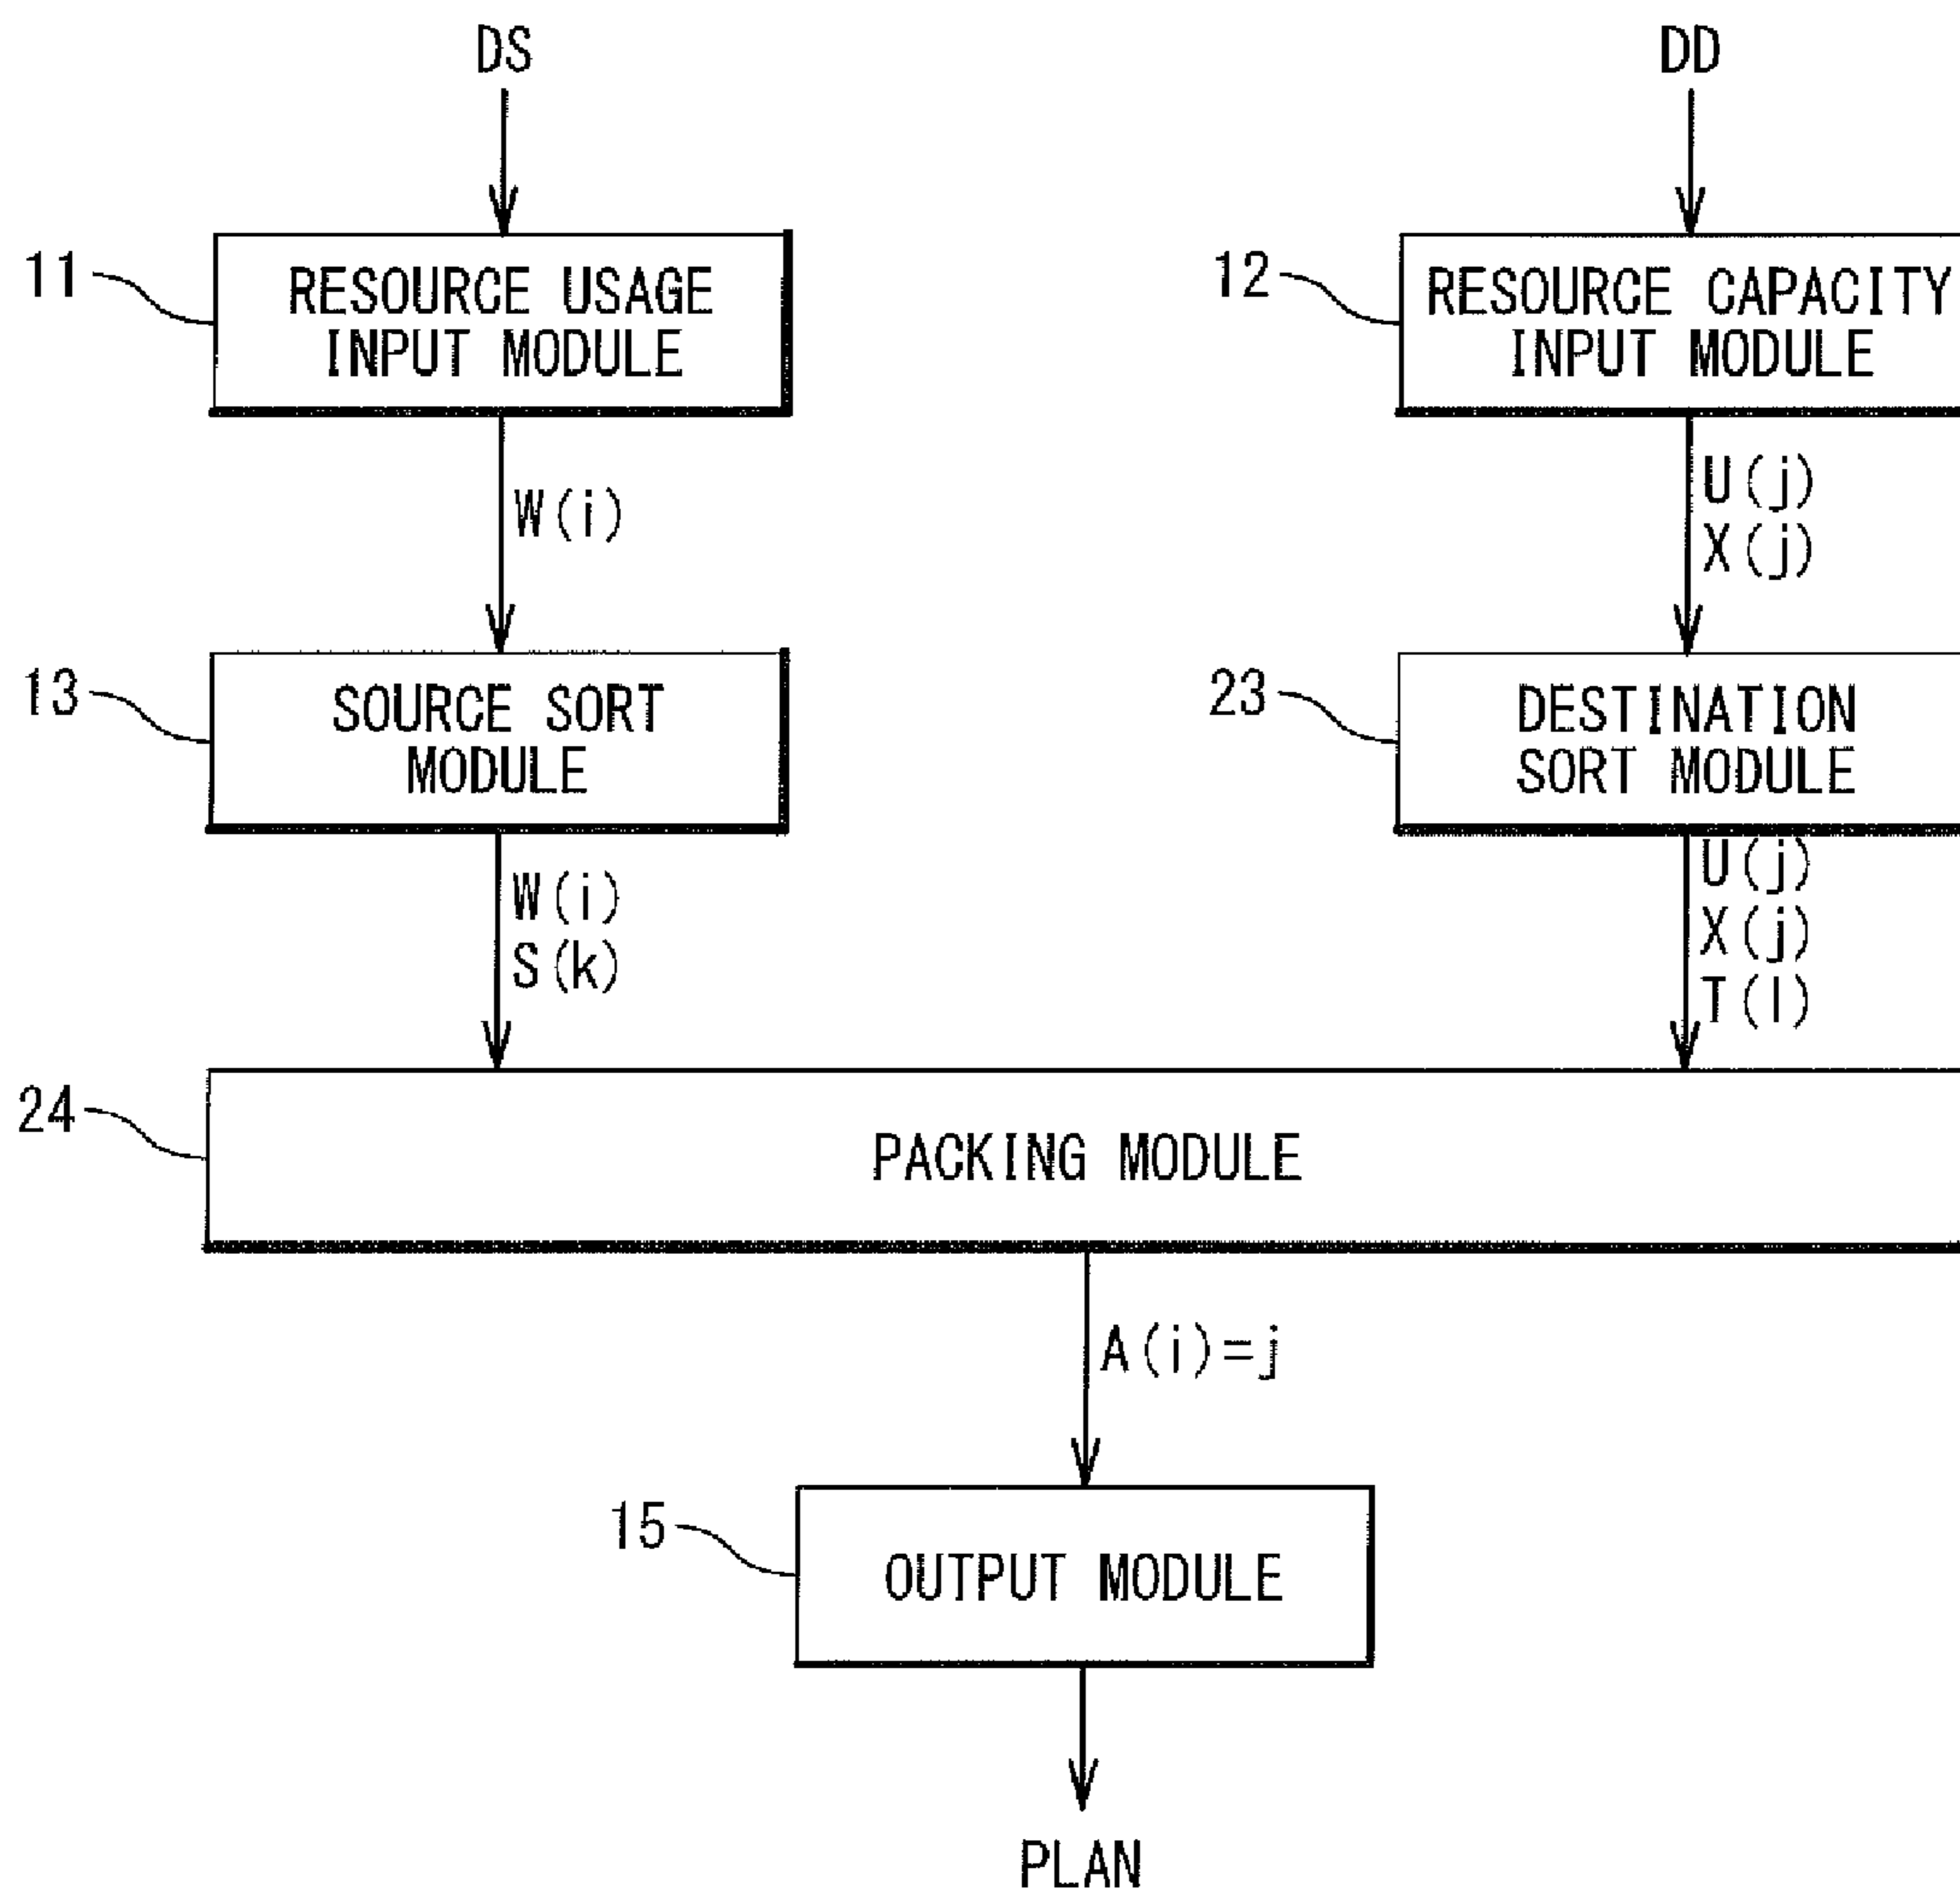 DS
DD
11
RESOURCE USAGE
INPUT MODULE
12
RESOURCE CAPACITY
INPUT MODULE
W(i)
U(j)
X(j)
13
SOURCE SORT
MODULE
23
DESTINATION
SORT MODULE
W(i)
S(k)
U(j)
X(j)
T(l)
24
PACKING MODULE
A(i)=j
15
OUTPUT MODULE
PLAN